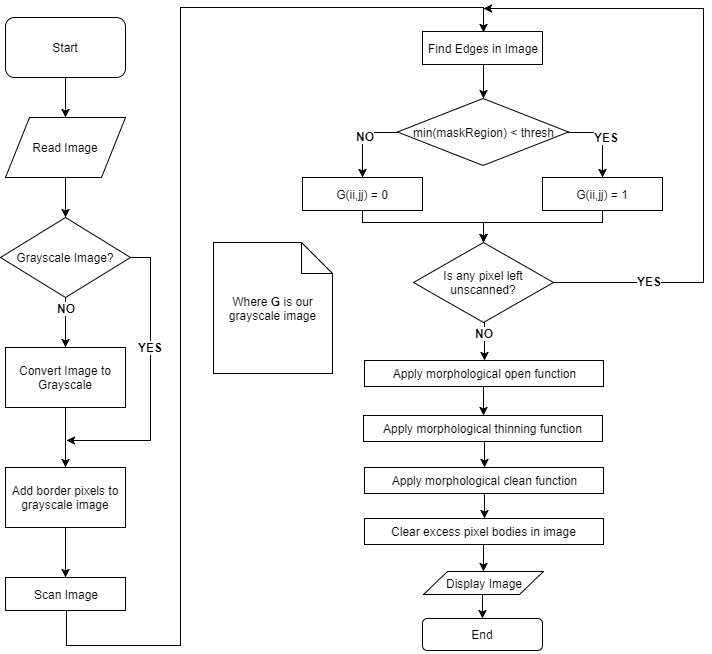 Start
Read Image
Grayscale Image?
NO
YES
Convert Image to
Grayscale
Add border pixels to
grayscale image
Scan Image
Where G is our
grayscale image
Find Edges in Image
min(maskRegion) < thresh
NO
YES
G(ii,jj) = 0
G(ii,jj) = 1
Is any pixel left
unscanned?
YES
NO
Apply morphological open function
Apply morphological thinning function
Apply morphological clean function
Clear excess pixel bodies in image
Display Image
End